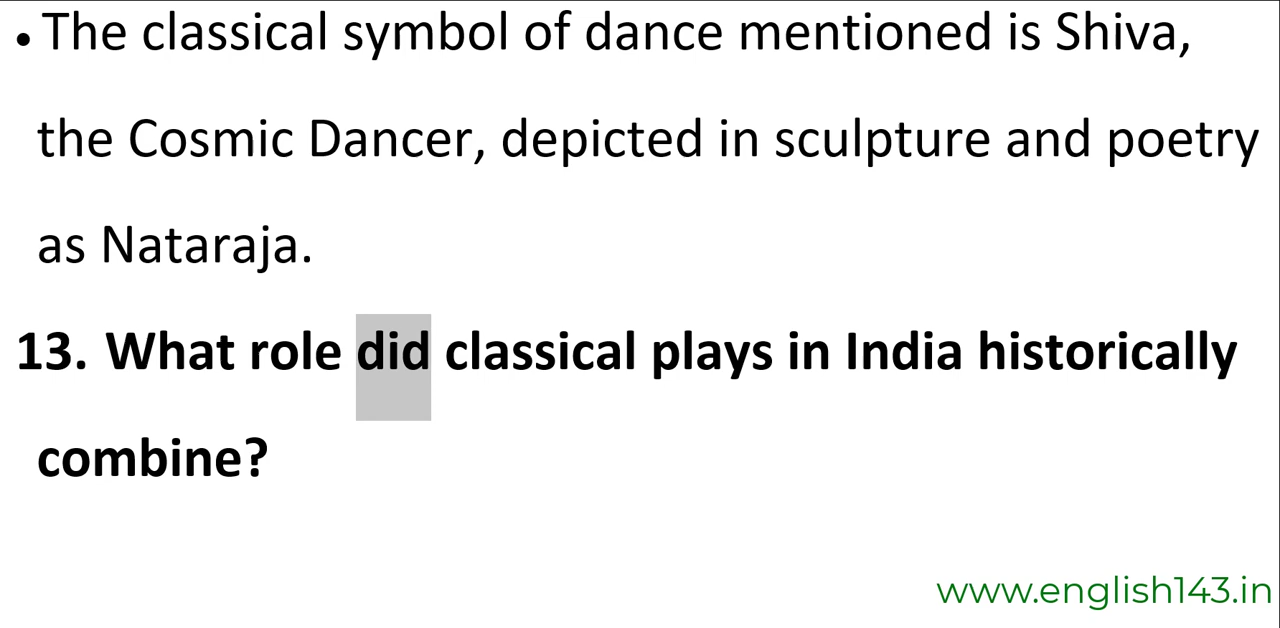 • The classical symbol of dance mentioned is Shiva,
the Cosmic Dancer, depicted in sculpture and poetry
as Nataraja.
13. What role did classical plays in India historically
combine?
www.english143.in